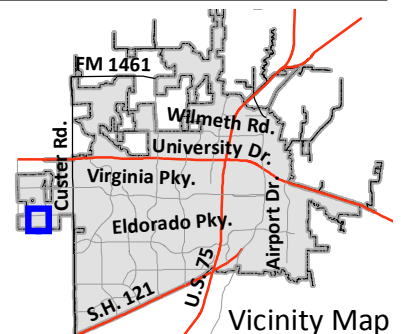 FM 1461
Wilmeth Rd.
Custer Rd.
University Dr.
Virginia Pky.
Airport Dr.
Eldorado Pky.
U.S. 75
S.H. 121
Vicinity Map